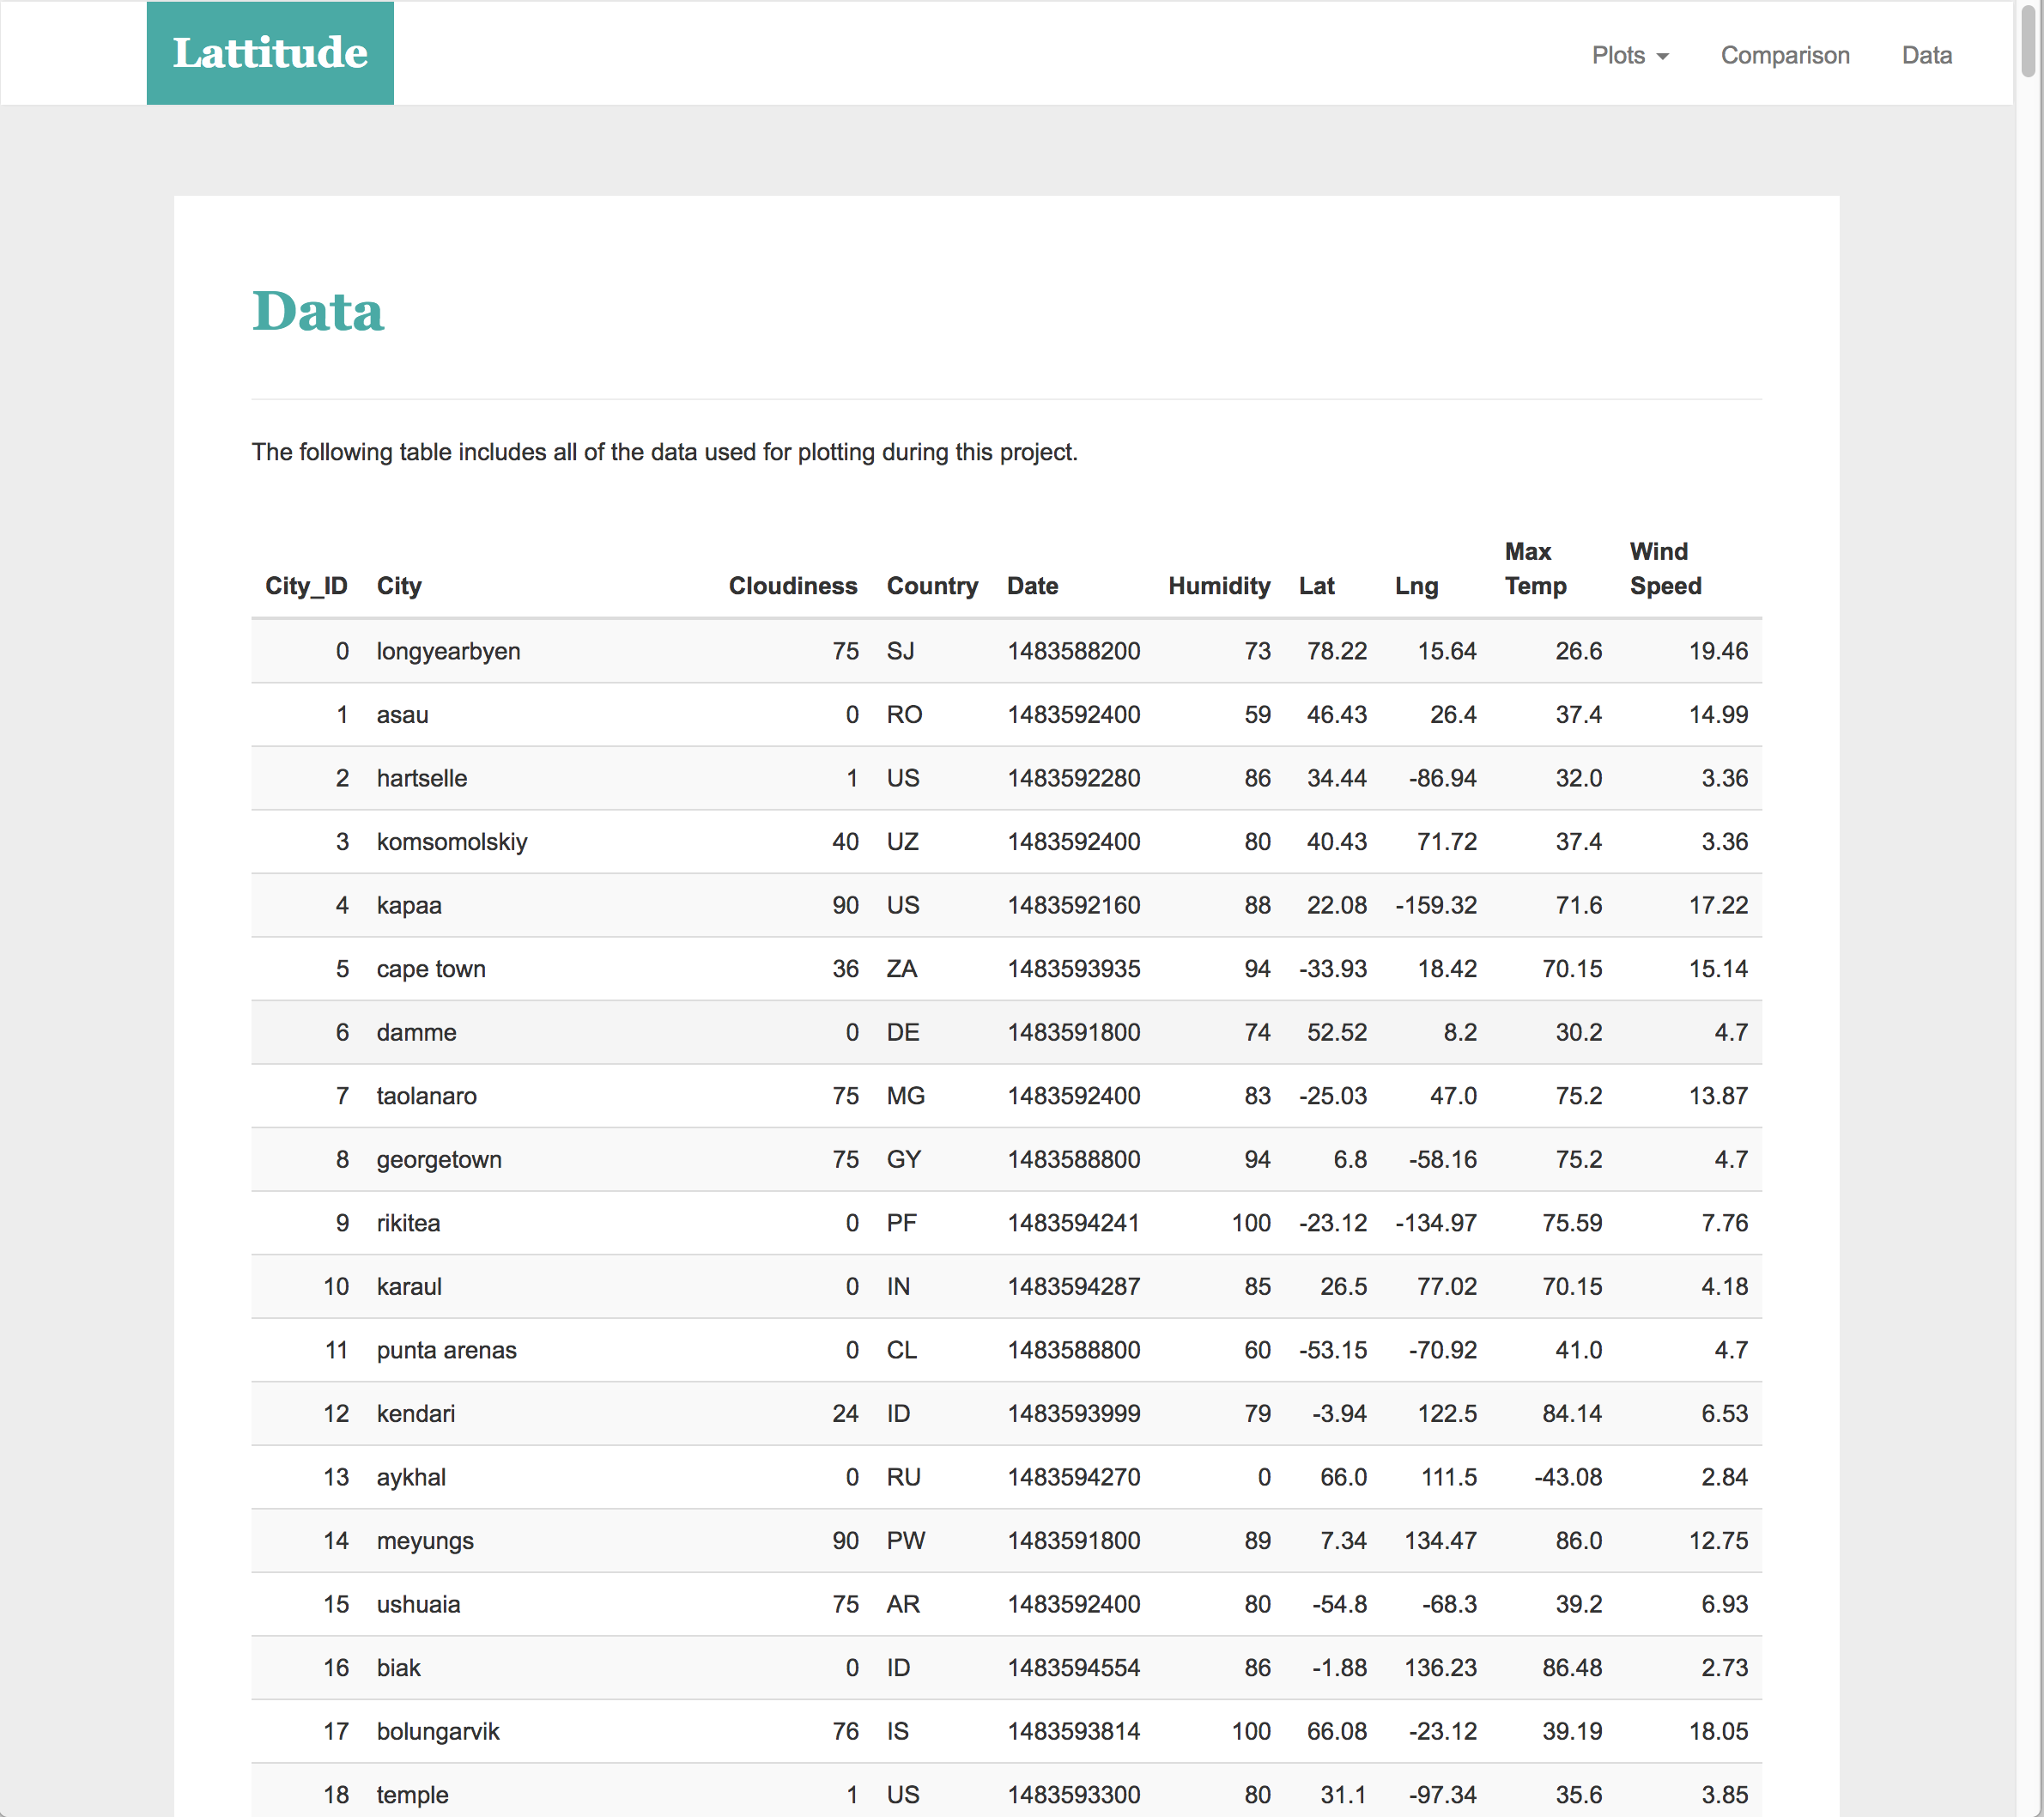 Lattitude Plots Comparison Data
Data
The following table includes all of the data used for plotting during this project.
Max Wind
City_ID City Cloudiness Country Date Humidity Lat Lng Temp Speed
0 longyearbyen 75 SJ 1483588200 73 78.22 15.64 26.6 19.46
1 asau 0 RO 1483592400 59 46.43 26.4 37.4 14.99
2 hartselle 1 US 1483592280 86 34.44 -86.94 32.0 3.36
3 komsomolskiy 40 UZ 1483592400 80 40.43 71.72 37.4 3.36
4 kapaa 90 US 1483592160 88 22.08 -159.32 71.6 17.22
5 cape town 36 ZA 1483593935 94 -33.93 18.42 70.15 15.14
6 damme 0 DE 1483591800 74 52.52 8.2 30.2 4.7
7 taolanaro 75 MG 1483592400 83 -25.03 47.0 75.2 13.87
8 georgetown 75 GY 1483588800 94 6.8 -58.16 75.2 4.7
9 rikitea 0 PF 1483594241 100 -23.12 -134.97 75.59 7.76
10 karaul 0 IN 1483594287 85 26.5 77.02 70.15 4.18
11 punta arenas 0 CL 1483588800 60 -53.15 -70.92 41.0 4.7
12 kendari 24 ID 1483593999 79 -3.94 122.5 84.14 6.53
13 aykhal 0 RU 1483594270 0 66.0 111.5 -43.08 2.84
14 meyungs 90 PW 1483591800 89 7.34 134.47 86.0 12.75
15 ushuaia 75 AR 1483592400 80 -54.8 -68.3 39.2 6.93
16 biak 0 ID 1483594554 86 -1.88 136.23 86.48 2.73
17 bolungarvik 76 IS 1483593814 100 66.08 -23.12 39.19 18.05
18 temple 1 US 1483593300 80 31.1 -97.34 35.6 3.85